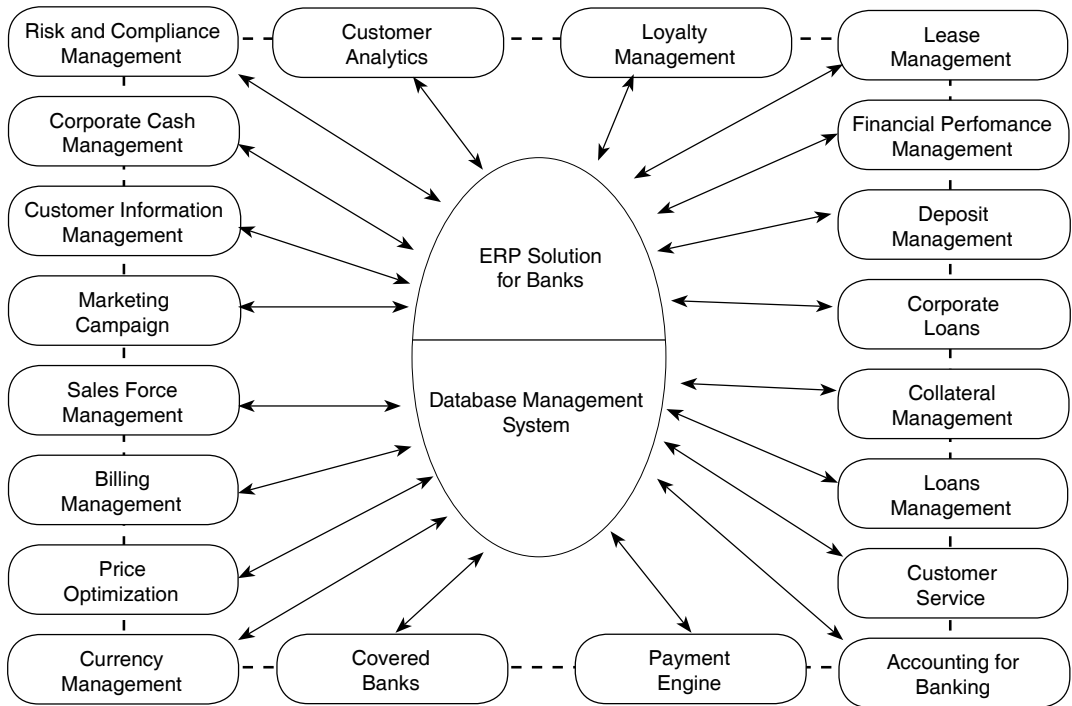 Risk and Compliance
Management
Customer
Analytics
Loyalty
Management
Lease
Management
Corporate Cash
Management
Financial Perfomance
Management
Customer Information
Management
Deposit
Management
ERP Solution
for Banks
Marketing
Campaign
Corporate
Loans
Sales Force
Management
Database Management
System
Collateral
Management
Billing
Management
Loans
Management
Price
Optimization
Customer
Service
Currency
Management
Covered
Banks
Payment
Engine
Accounting for
Banking